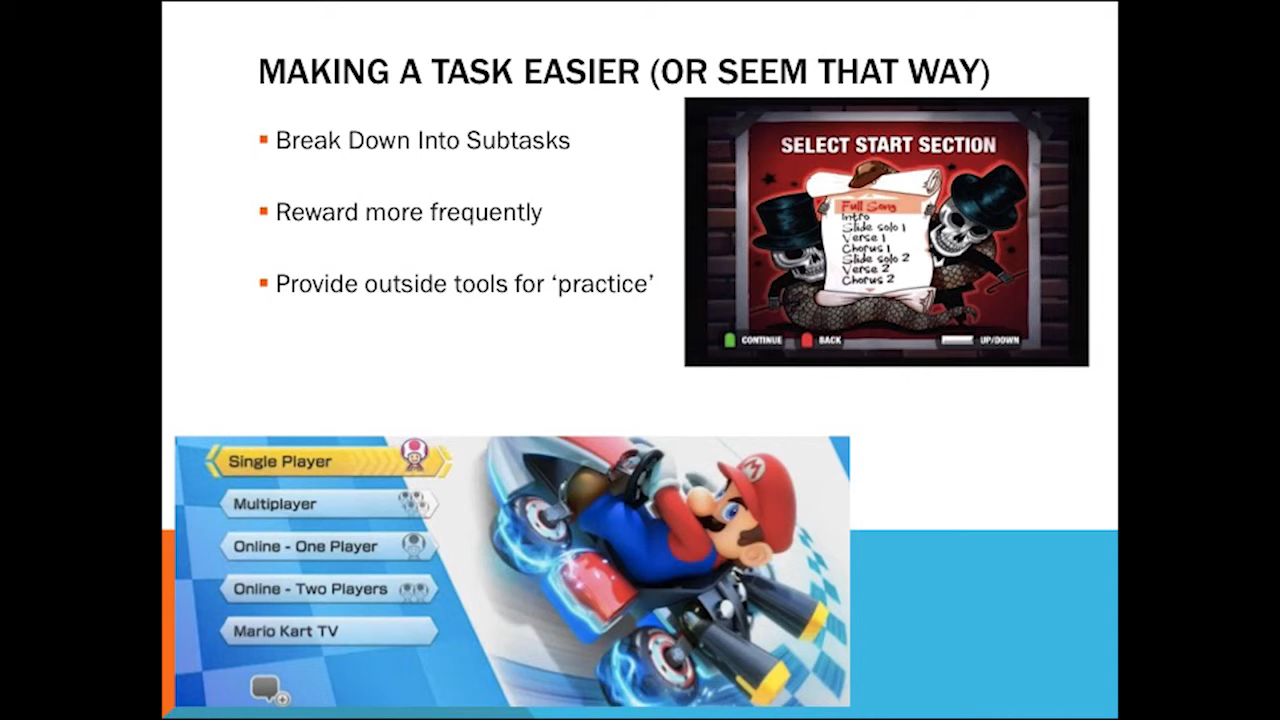 MAKING A TASK EASIER (OR SEEM THAT WAY)
Break Down Into Subtasks
Reward more frequently
Provide outside tools for ‘practice’
SELECT START SECTION
Full Song
Intro
Slide solo 1
Verse 1
Chorus 1
Slide solo 2
Verse 2
Chorus 2
CONTINUE BACK UP/DOWN
Single Player
Multiplayer
Online - One Player
Online - Two Players
Mario Kart TV
M